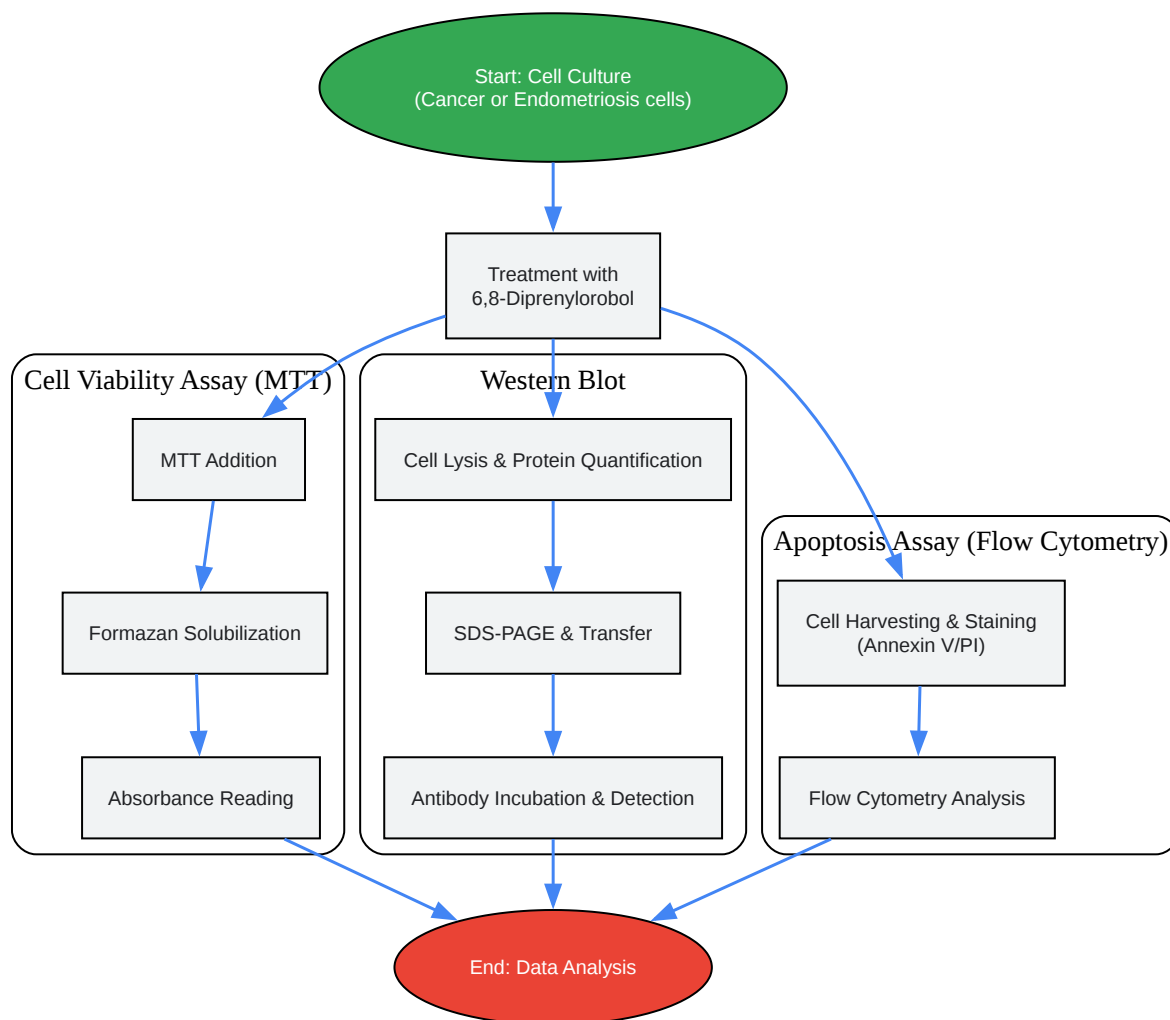 Start: Cell Culture
(Cancer or Endometriosis cells)
Treatment with
6,8-Diprenylorobol
Cell Viability Assay (MTT)
MTT Addition
Formazan Solubilization
Absorbance Reading
Western Blot
Cell Lysis & Protein Quantification
SDS-PAGE & Transfer
Antibody Incubation & Detection
Apoptosis Assay (Flow Cytometry)
Cell Harvesting & Staining
(Annexin V/PI)
Flow Cytometry Analysis
End: Data Analysis